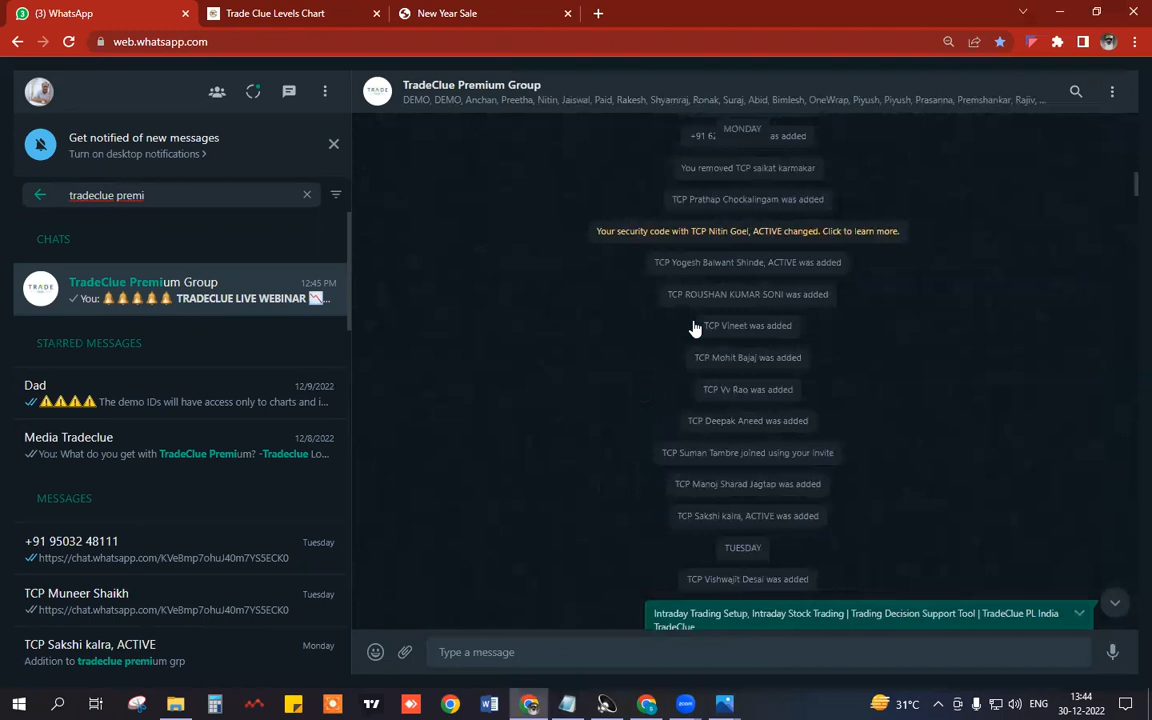 (3) WhatsApp
Trade Clue Levels Chart
New Year Sale
web.whatsapp.com
TradeClue Premium Group
DEMO, DEMO, Anchan, Preetha, Nitin, Jaiswal, Paid, Rakesh, Shyamraj, Ronak, Suraj, Abid, Bimlesh, OneWrap, Piyush, Piyush, Prasanna, Premshankar, Rajiv, ...
Get notified of new messages
Turn on desktop notifications >
tradeclue premi
CHATS
TradeClue Premium Group
12:45 PM
You: 🔔🔔🔔🔔🔔 TRADECLUE LIVE WEBINAR 📉...
STARRED MESSAGES
Dad
12/9/2022
⚠️⚠️⚠️⚠️ The demo IDs will have access only to charts and i...
Media Tradeclue
12/8/2022
You: What do you get with TradeClue Premium? -Tradeclue Lo...
MESSAGES
+91 95032 48111
Tuesday
https://chat.whatsapp.com/KVeBmp7ohuJ40m7YS5ECK0
TCP Muneer Shaikh
Tuesday
https://chat.whatsapp.com/KVeBmp7ohuJ40m7YS5ECK0
TCP Sakshi kalra, ACTIVE
Monday
Addition to tradeclue premium grp
MONDAY
+91 62 as added
You removed TCP saikat karmakar
TCP Prathap Chockalingam was added
Your security code with TCP Nitin Goel, ACTIVE changed. Click to learn more.
TCP Yogesh Balwant Shinde, ACTIVE was added
TCP ROUSHAN KUMAR SONI was added
TCP Vineet was added
TCP Mohit Bajaj was added
TCP Vv Rao was added
TCP Deepak Aneed was added
TCP Suman Tambre joined using your invite
TCP Manoj Sharad Jagtap was added
TCP Sakshi kalra, ACTIVE was added
TUESDAY
TCP Vishwajit Desai was added
Intraday Trading Setup, Intraday Stock Trading | Trading Decision Support Tool | TradeClue PL India
TradeClue
Type a message
31°C
ENG
13:44
30-12-2022